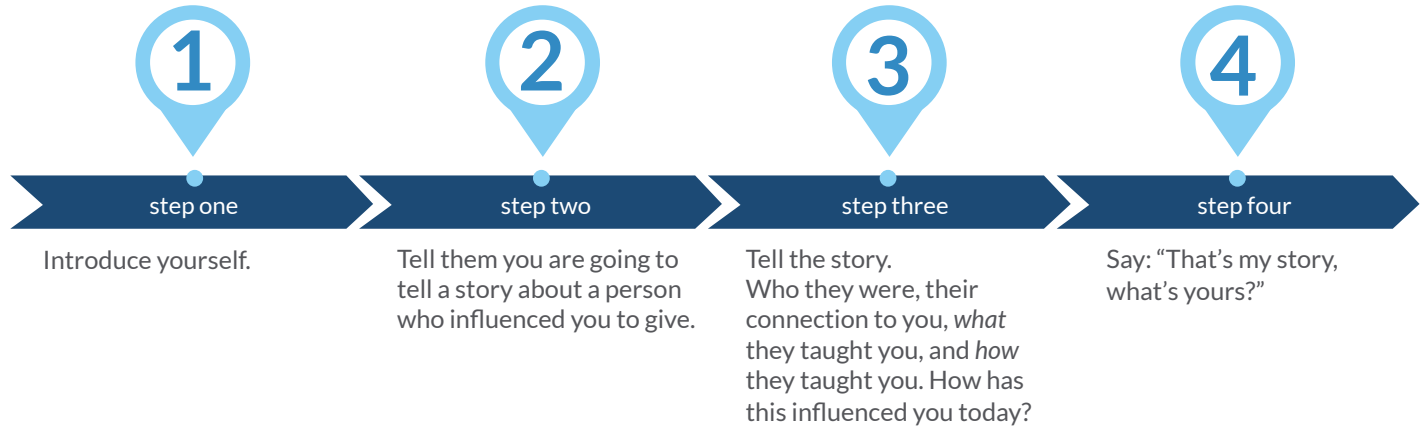 1
2
3
4
step one
step two
step three
step four
Introduce yourself.
Tell them you are going to
tell a story about a person
who influenced you to give.
Tell the story.
Who they were, their
connection to you, what
they taught you, and how
they taught you. How has
this influenced you today?
Say: “That’s my story,
what’s yours?”